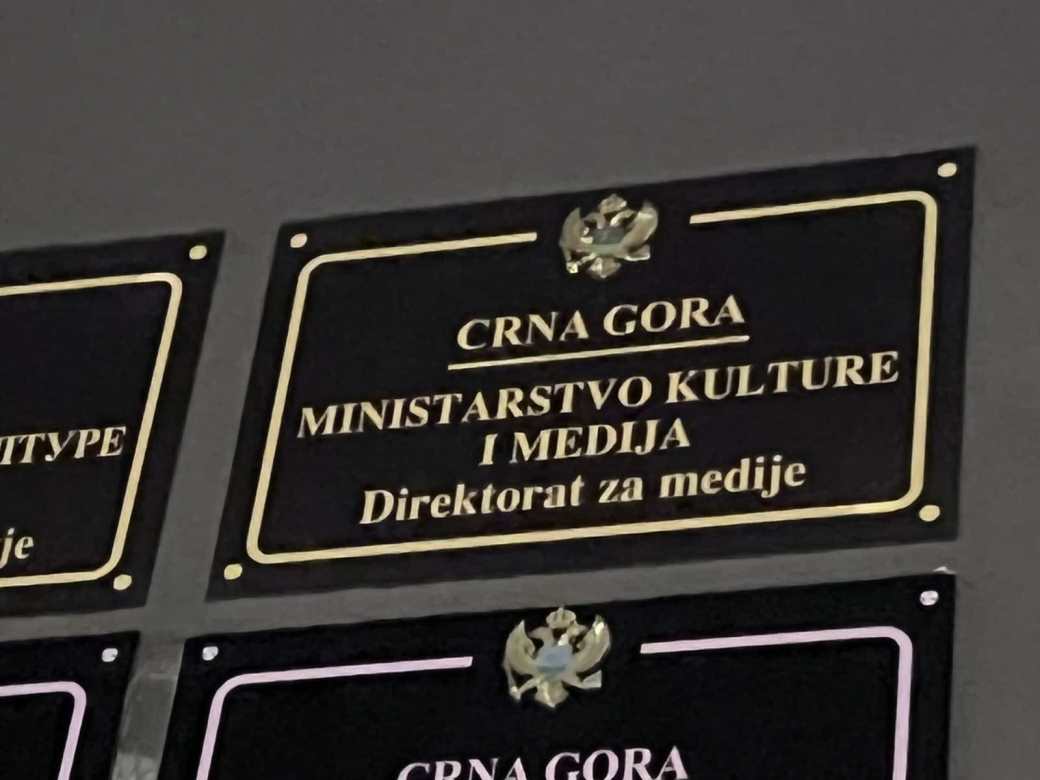 CRNA GORA
MINISTARSTVO KULTURE
I MEDIJA
Direktorat za medije
CRNA GORA